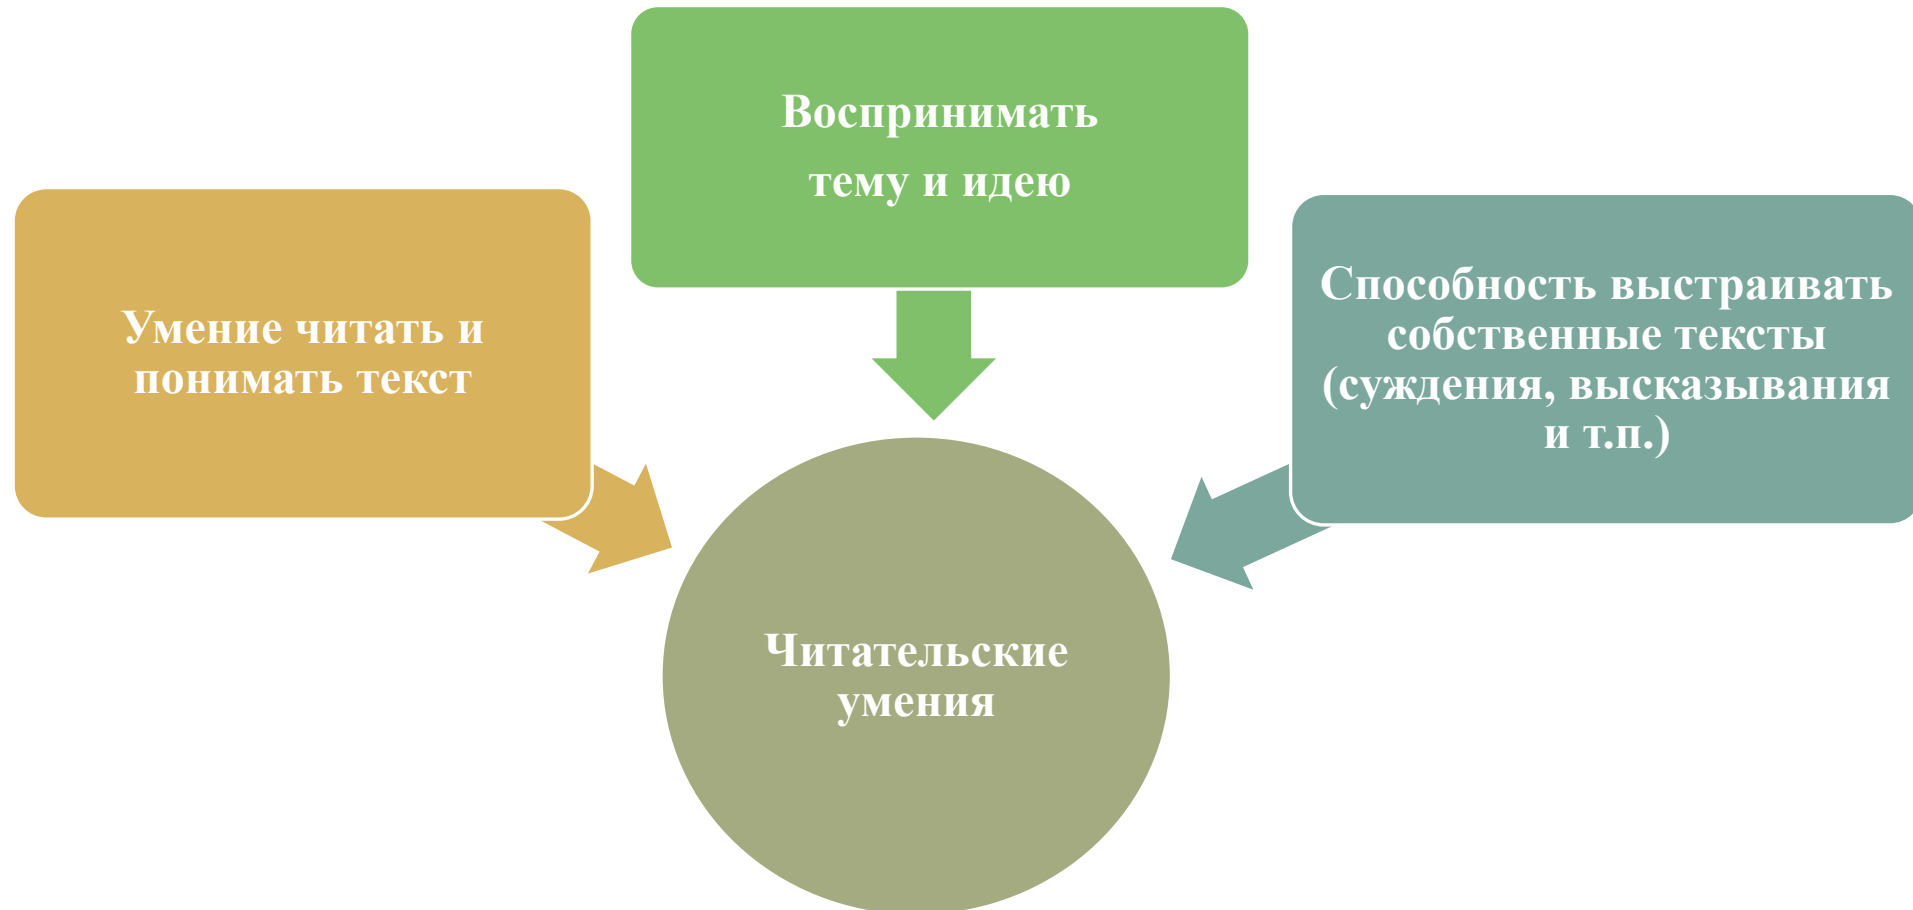 Воспринимать
тему и идею
Умение читать и
понимать текст
Способность выстраивать
собственные тексты
(суждения, высказывания
и т.п.)
Читательские
умения